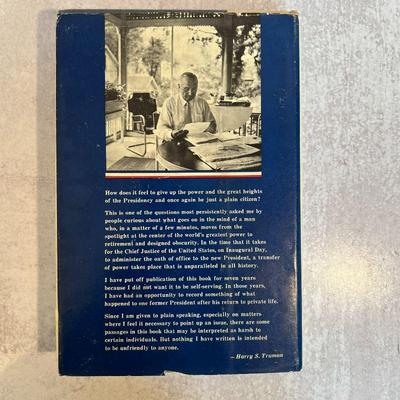 How does it feel to give up the power and the great heights
of the Presidency and once again be just a plain citizen?
This is one of the questions most persistently asked me by
people curious about what goes on in the mind of a man
who, in a matter of a few minutes, moves from the
spotlight at the center of the world's greatest power to
retirement and designed obscurity. In the time that it takes
for the Chief Justice of the United States, on Inaugural Day,
to administer the oath of office to the new President, a transfer
of power takes place that is unparalleled in all history.
I have put off publication of this book for seven years
because I did not want it to be self-serving. In those years,
I have had an opportunity to record something of what
happened to one former President after his return to private life.
Since I am given to plain speaking, especially on matters
where I feel it necessary to point up an issue, there are some
passages in this book that may be interpreted as harsh to
certain individuals. But nothing I have written is intended
to be unfriendly to anyone.
— Harry S. Truman